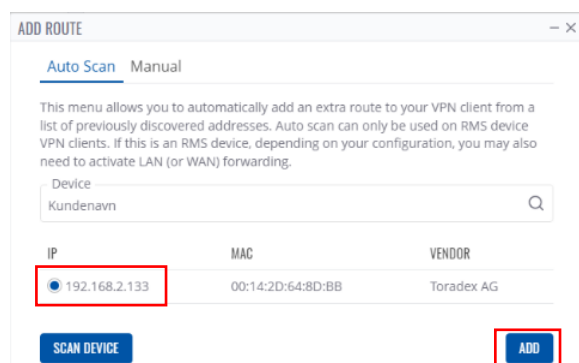 ADD ROUTE
Auto Scan Manual
This menu allows you to automatically add an extra route to your VPN client from a
list of previously discovered addresses. Auto scan can only be used on RMS device
VPN clients. If this is an RMS device, depending on your configuration, you may also
need to activate LAN (or WAN) forwarding.
Device
Kundenavn
IP MAC VENDOR
192.168.2.133 00:14:2D:64:8D:BB Toradex AG
SCAN DEVICE ADD